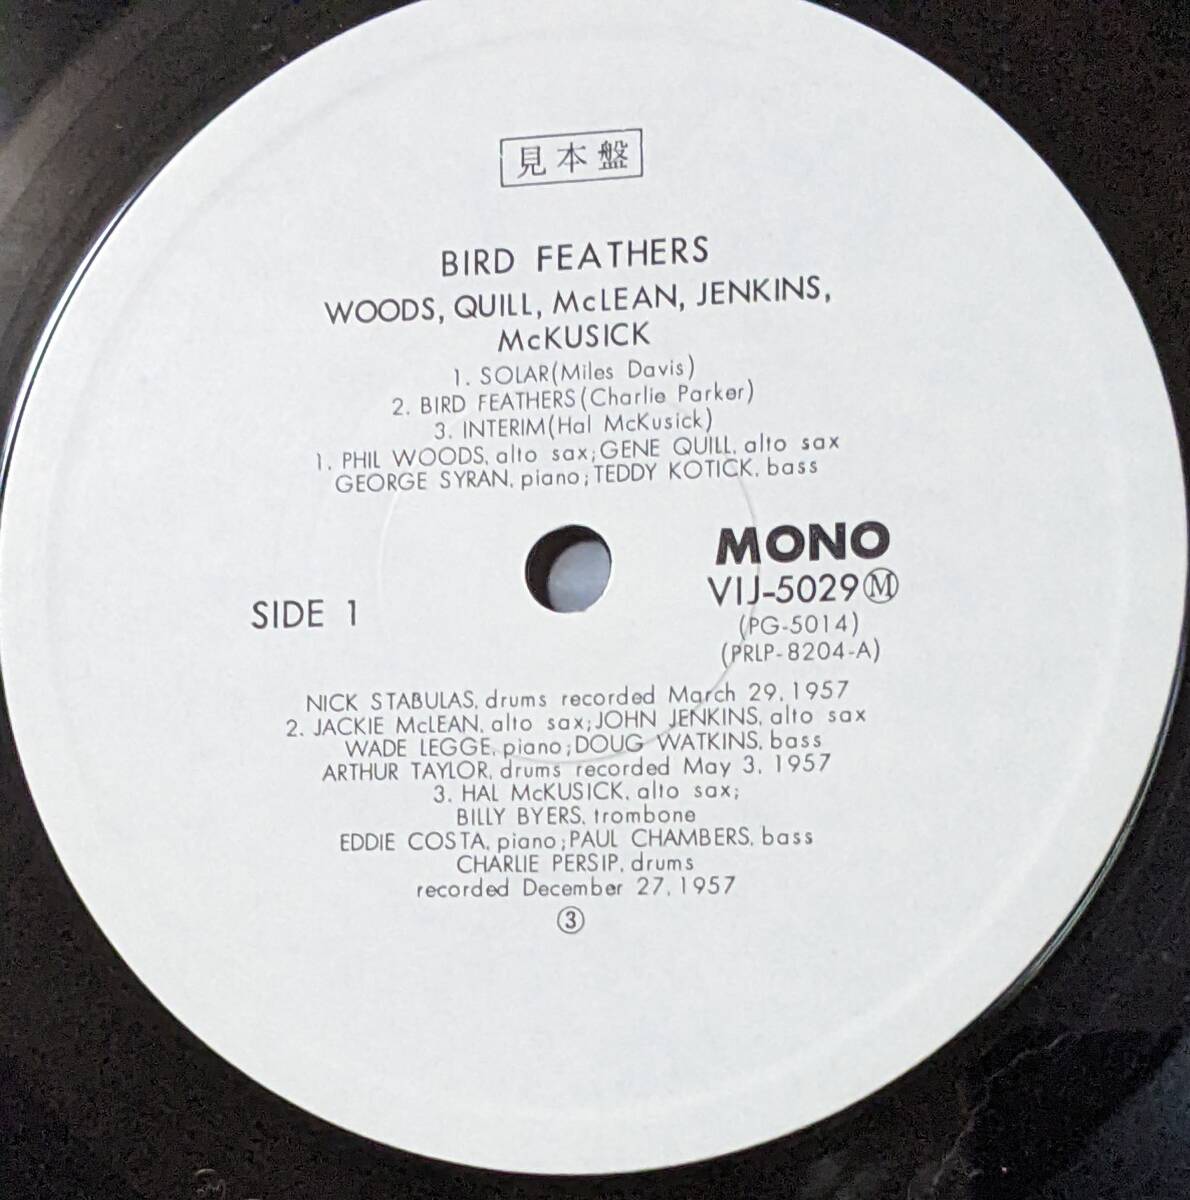 見本盤
BIRD FEATHERS
WOODS, QUILL, McLEAN, JENKINS,
McKUSICK
1. SOLAR(Miles Davis)
2. BIRD FEATHERS(Charlie Parker)
3. INTERIM(Hal McKusick)
1. PHIL WOODS, alto sax;GENE QUILL, alto sax
GEORGE SYRAN, piano;TEDDY KOTICK, bass
MONO
VIJ-5029Ⓜ
(PG-5014)
(PRLP-8204-A)
SIDE 1
NICK STABULAS, drums recorded March 29, 1957
2. JACKIE McLEAN, alto sax;JOHN JENKINS, alto sax
WADE LEGGE, piano;DOUG WATKINS, bass
ARTHUR TAYLOR, drums recorded May 3, 1957
3. HAL McKUSICK, alto sax;
BILLY BYERS, trombone
EDDIE COSTA, piano;PAUL CHAMBERS, bass
CHARLIE PERSIP, drums
recorded December 27, 1957
③